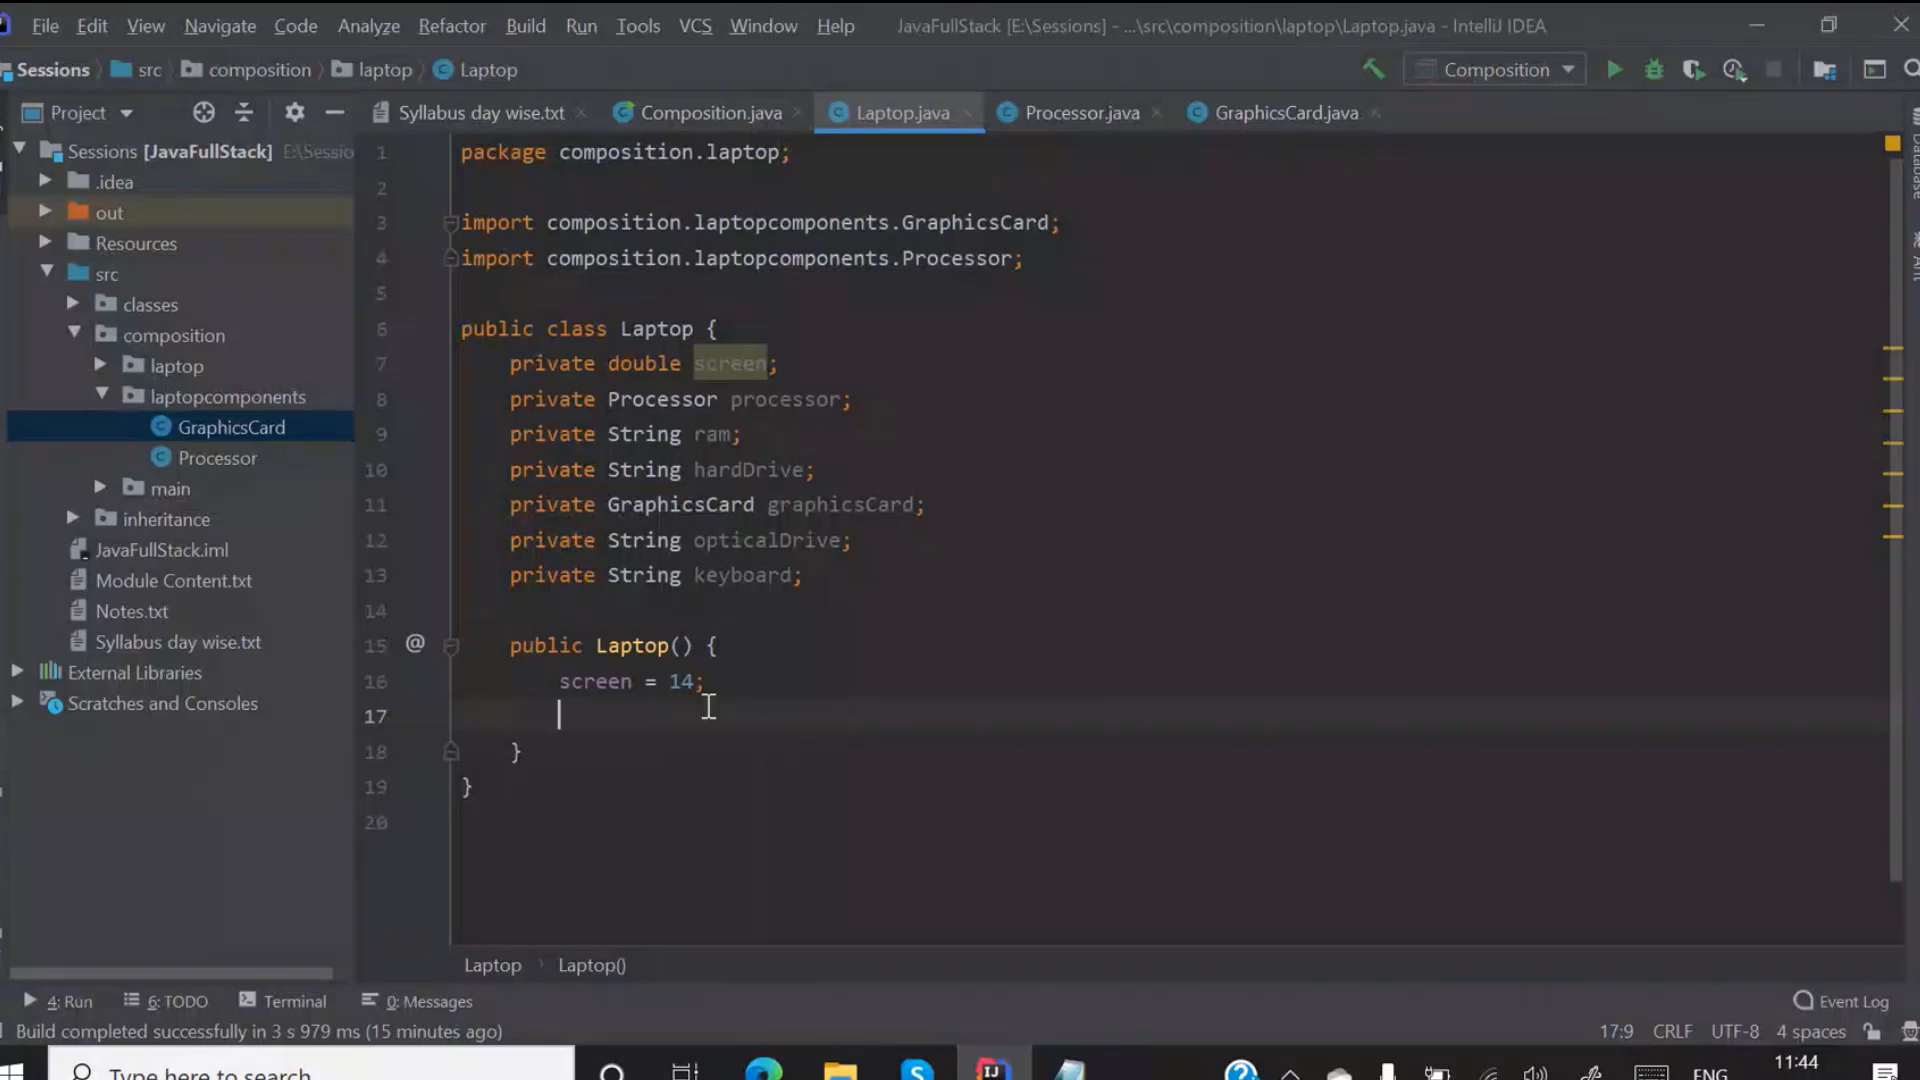 File Edit View Navigate Code Analyze Refactor Build Run Tools VCS Window Help JavaFullStack [E:\Sessions] - ...\src\composition\laptop\Laptop.java - IntelliJ IDEA
Sessions src composition laptop Laptop Composition
Project Syllabus day wise.txt Composition.java Laptop.java Processor.java GraphicsCard.java
Sessions [JavaFullStack] E:\Sessio
.idea
out
Resources
src
classes
composition
laptop
laptopcomponents
GraphicsCard
Processor
main
inheritance
JavaFullStack.iml
Module Content.txt
Notes.txt
Syllabus day wise.txt
External Libraries
Scratches and Consoles
1 package composition.laptop;
2
3 import composition.laptopcomponents.GraphicsCard;
4 import composition.laptopcomponents.Processor;
5
6 public class Laptop {
7 private double screen;
8 private Processor processor;
9 private String ram;
10 private String hardDrive;
11 private GraphicsCard graphicsCard;
12 private String opticalDrive;
13 private String keyboard;
14
15 @ public Laptop() {
16 screen = 14;
17
18 }
19 }
20
Database
Ant
Laptop Laptop()
4: Run 6: TODO Terminal 0: Messages Event Log
Build completed successfully in 3 s 979 ms (15 minutes ago) 17:9 CRLF UTF-8 4 spaces
Type here to search ENG 11:44